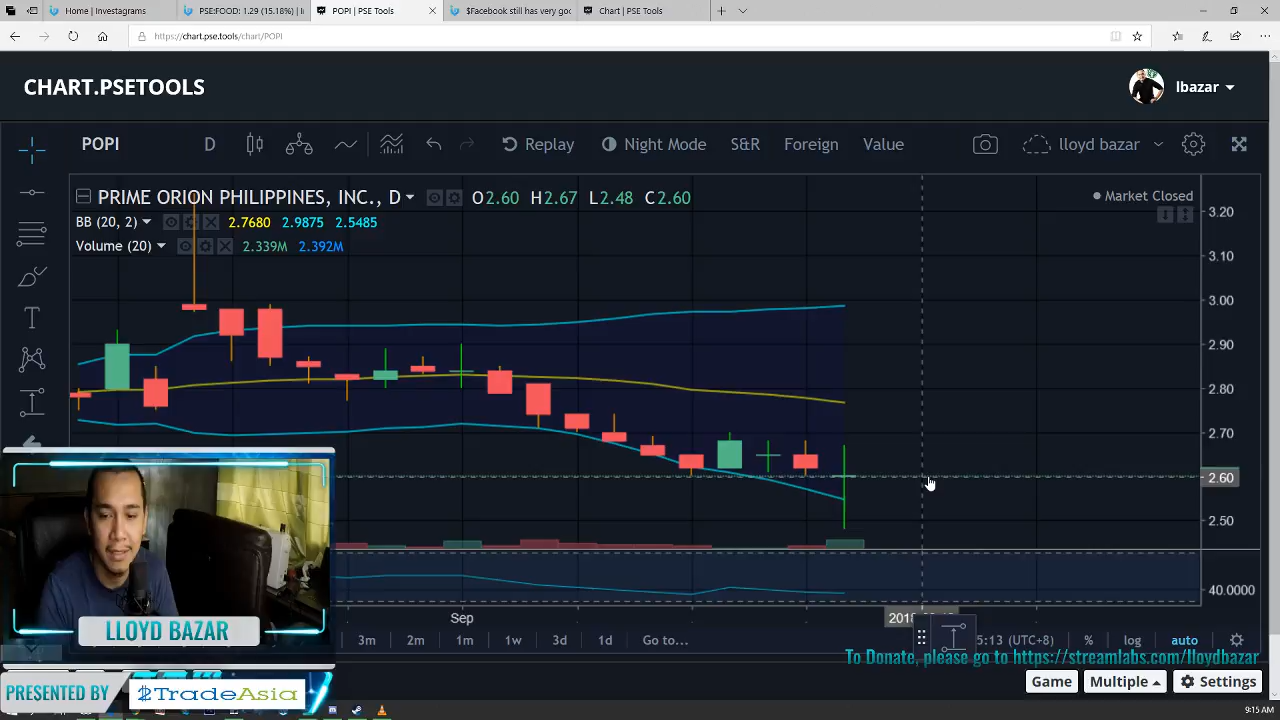 Home | Investagrams
PSE:FOOD: 1.29 (15.18%) | I
POPI | PSE Tools
$Facebook still has very goo
Chart | PSE Tools
https://chart.pse.tools/chart/POPI
CHART.PSETOOLS
lbazar
POPI
D
Replay
Night Mode
S&R
Foreign
Value
lloyd bazar
PRIME ORION PHILIPPINES, INC., D
O2.60 H2.67 L2.48 C2.60
Market Closed
BB (20, 2)
2.7680 2.9875 2.5485
Volume (20)
2.339M 2.392M
3.20
3.10
3.00
2.90
2.80
2.70
2.60
2.50
40.0000
Sep
3m 2m 1m 1w 3d 1d Go to...
5:13 (UTC+8) % log auto
LLOYD BAZAR
To Donate, please go to https://streamlabs.com/lloydbazar
PRESENTED BY
$TradeAsia
Game
Multiple
Settings
9:15 AM